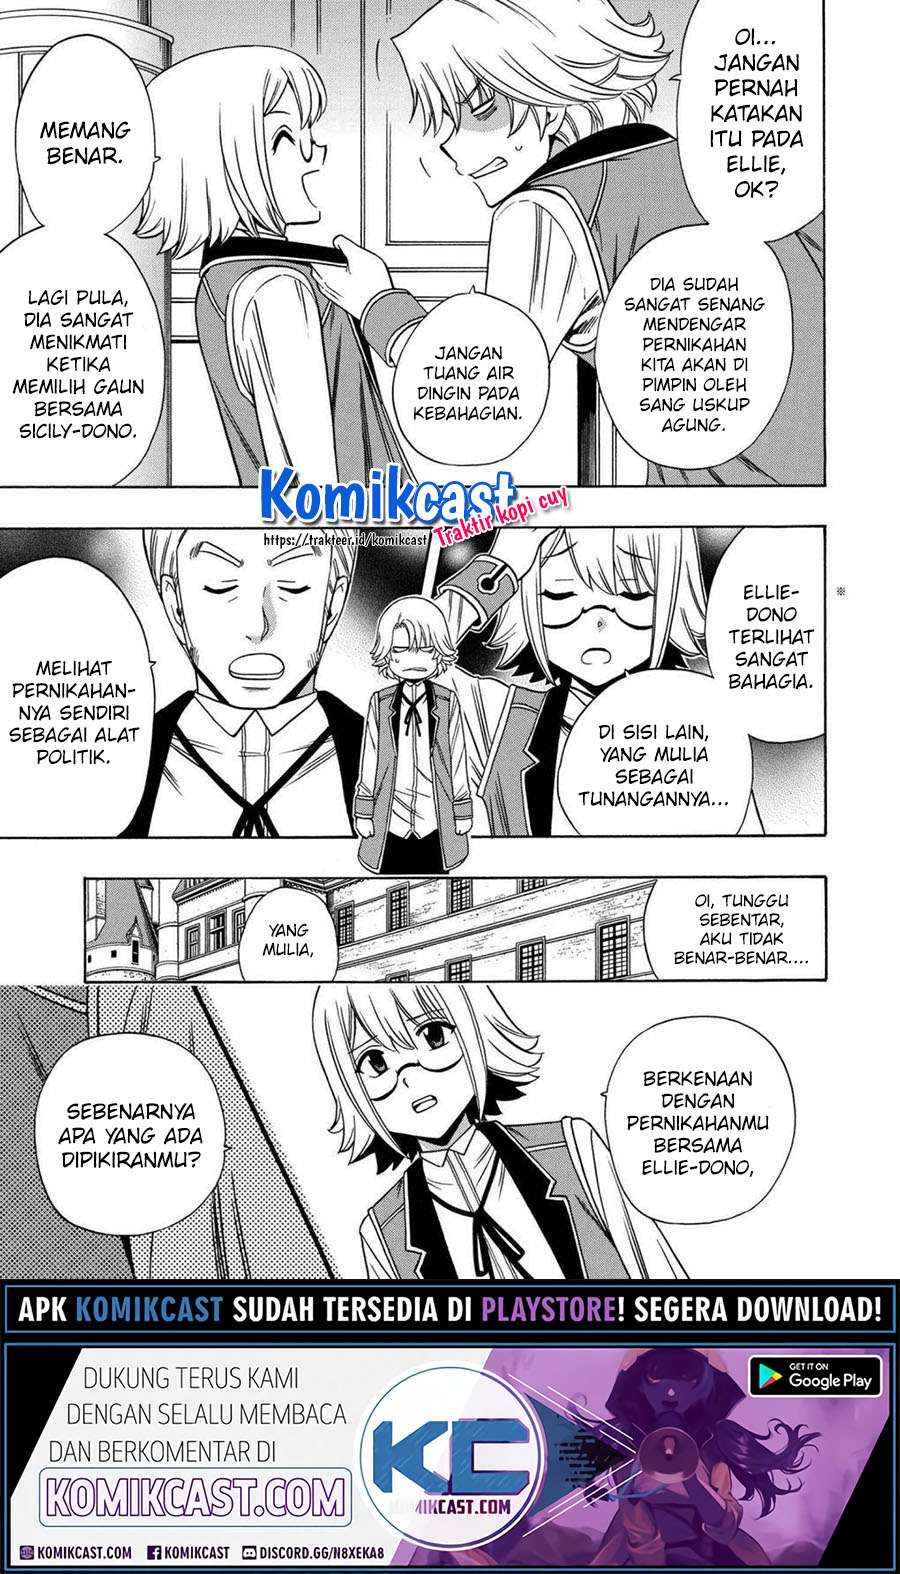 OI...
JANGAN
PERNAH
KATAKAN
ITU PADA
ELLIE,
OK?
DIA SUDAH
SANGAT SENANG
MENDENGAR
PERNIKAHAN
KITA AKAN DI
PIMPIN OLEH
SANG USKUP
AGUNG.
JANGAN
TUANG AIR
DINGIN PADA
KEBAHAGIAN.
MEMANG
BENAR.
LAGI PULA,
DIA SANGAT
MENIKMATI
KETIKA
MEMILIH GAUN
BERSAMA
SICILY-DONO.
Komikcast
Traktir kopi cuy
https://trakteer.id/komikcast
ELLIE-
DONO
TERLIHAT
SANGAT
BAHAGIA.
※
DI SISI LAIN,
YANG MULIA
SEBAGAI
TUNANGANNYA...
MELIHAT
PERNIKAHAN-
NYA SENDIRI
SEBAGAI ALAT
POLITIK.
OI, TUNGGU
SEBENTAR,
AKU TIDAK
BENAR-BENAR....
YANG
MULIA,
BERKENAAN
DENGAN
PERNIKAHANMU
BERSAMA
ELLIE-DONO,
SEBENARNYA
APA YANG ADA
DIPIKIRANMU?
APK KOMIKCAST SUDAH TERSEDIA DI PLAYSTORE! SEGERA DOWNLOAD!
DUKUNG TERUS KAMI
DENGAN SELALU MEMBACA
DAN BERKOMENTAR DI
KOMIKCAST.COM
KOMIKCAST.COM KOMIKCAST DISCORD.GG/N8XEKA8
KC
KOMIKCAST.COM
GET IT ON
Google Play